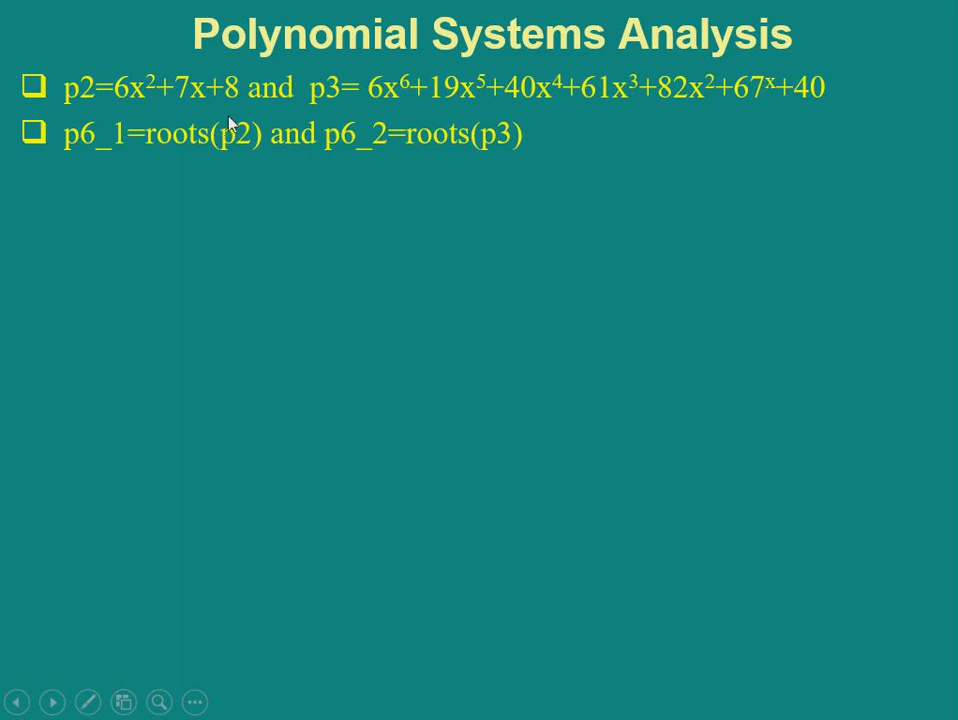 Polynomial Systems Analysis
❑ p2=6x²+7x+8 and p3= 6x⁶+19x⁵+40x⁴+61x³+82x²+67ˣ+40
❑ p6_1=roots(p2) and p6_2=roots(p3)